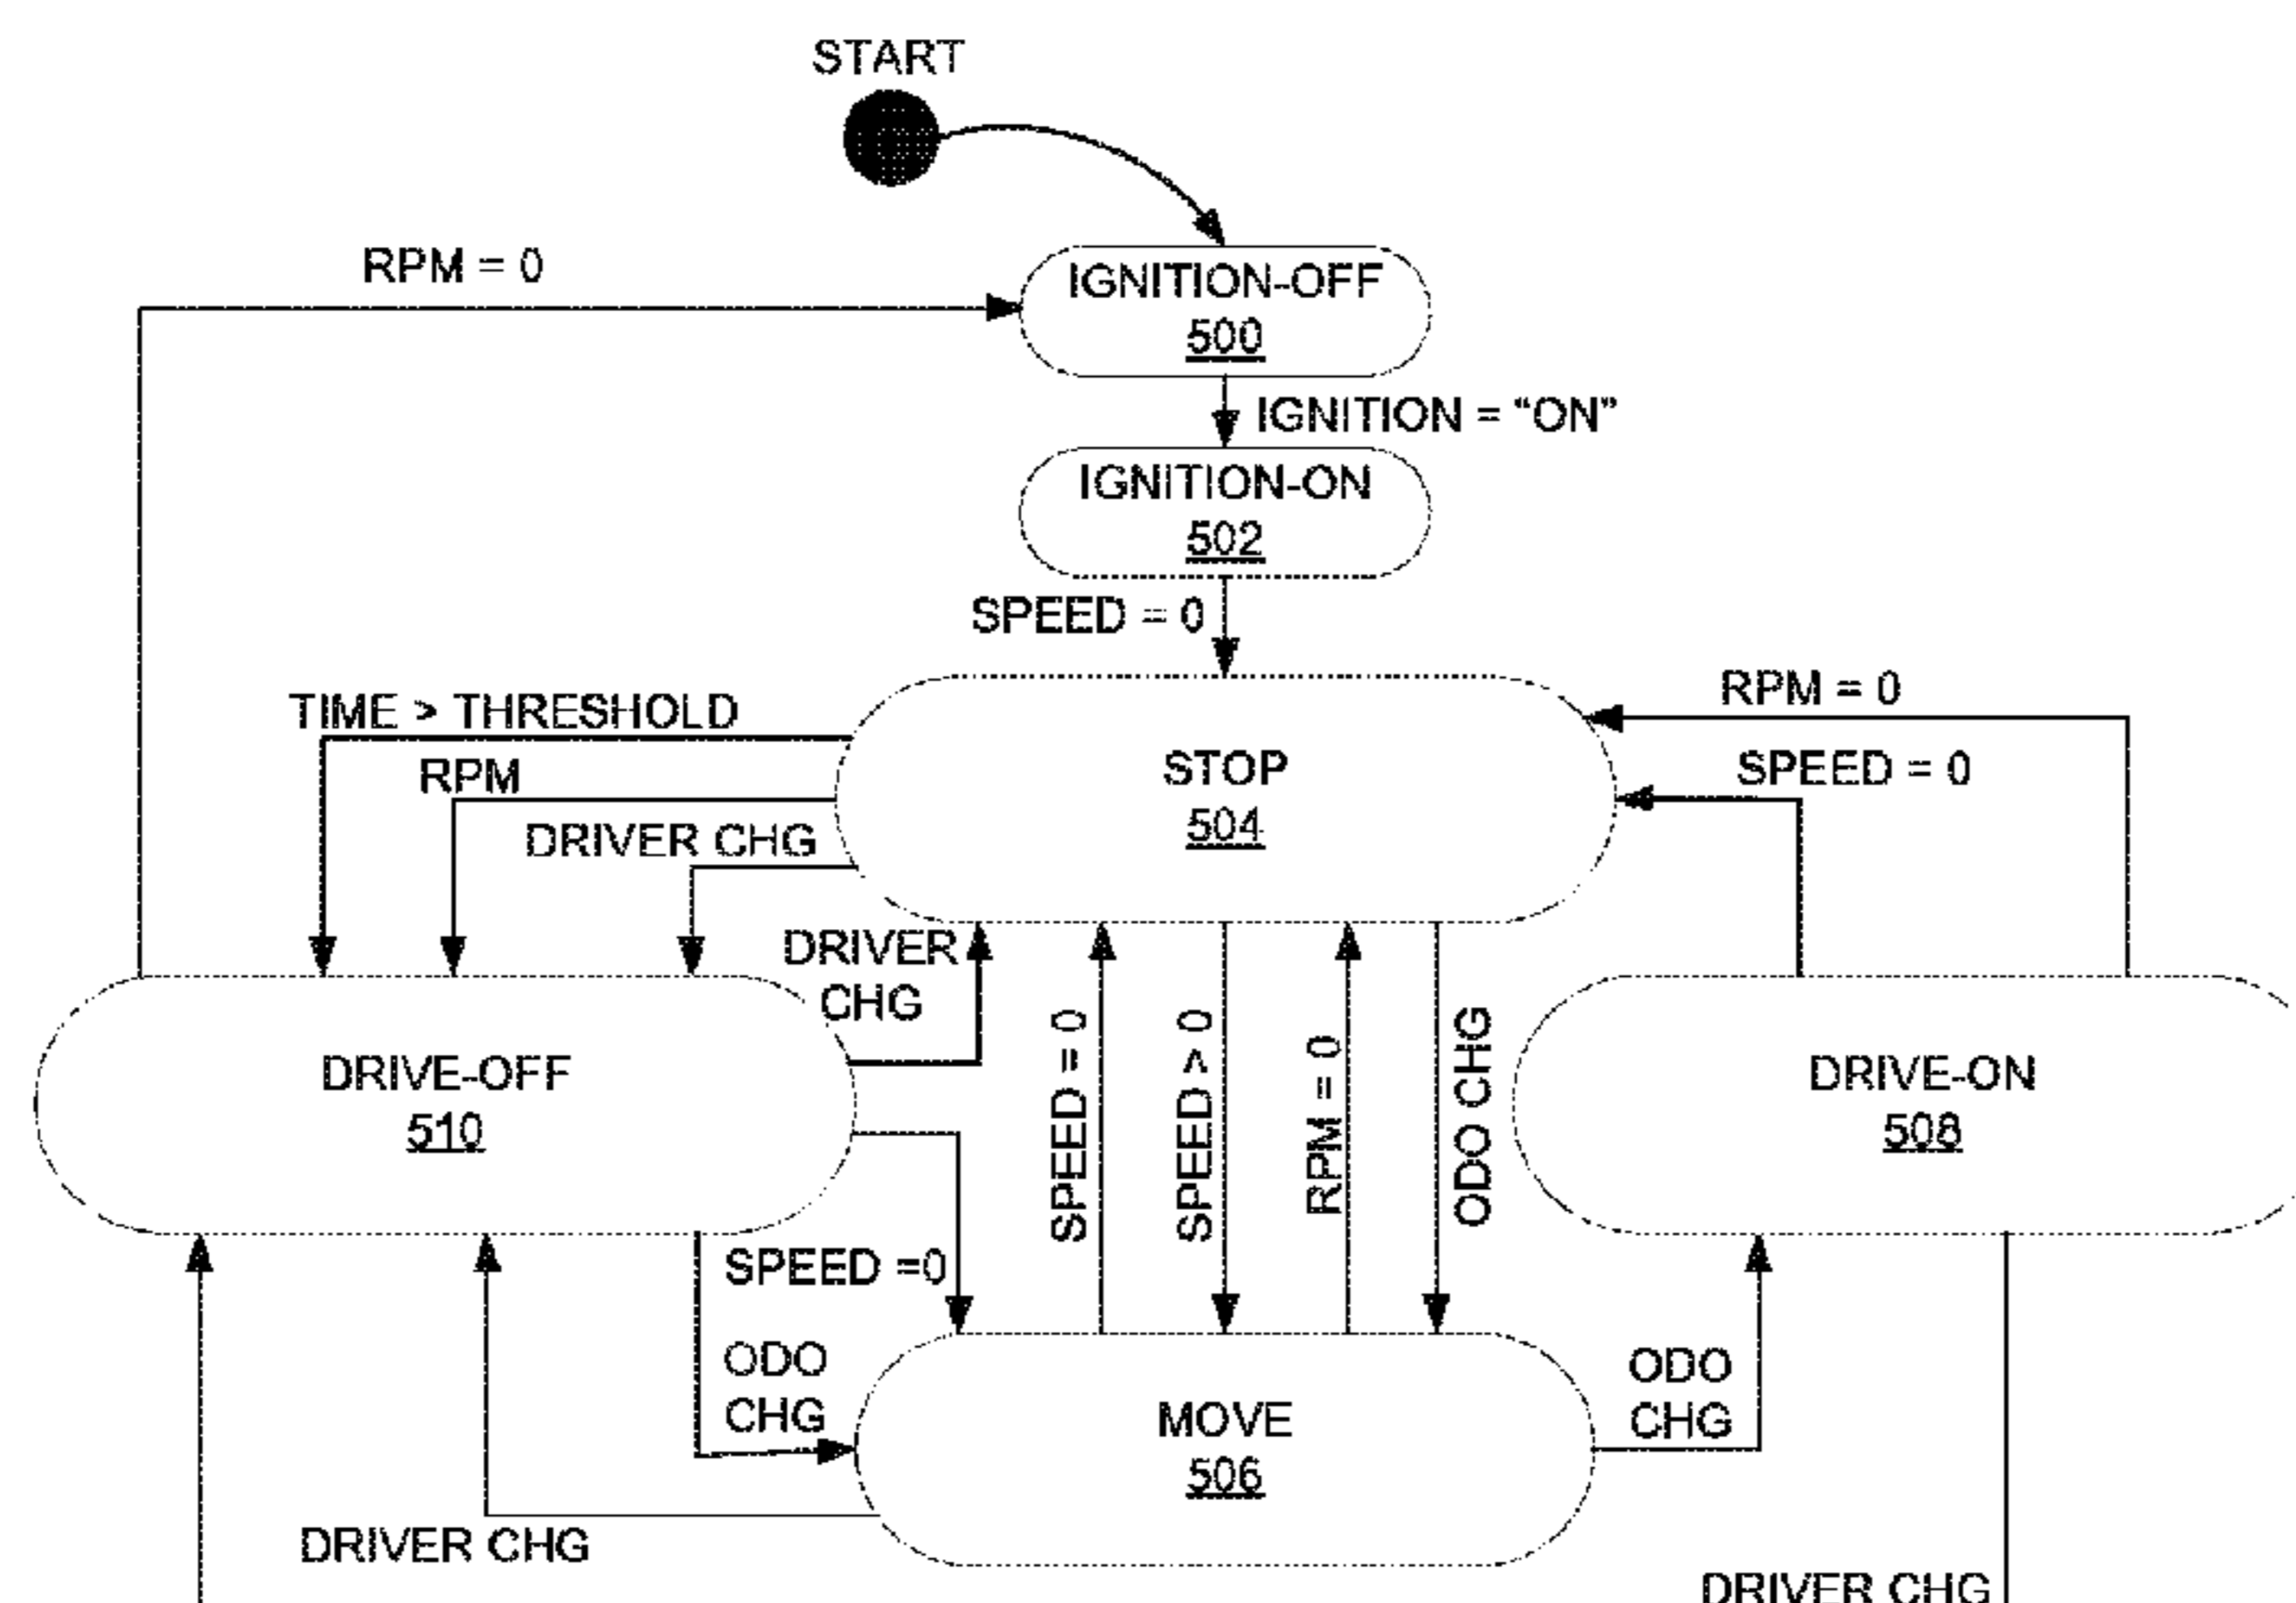 START
RPM = 0
IGNITION-OFF
500
IGNITION = “ON”
IGNITION-ON
502
SPEED = 0
TIME > THRESHOLD
RPM
DRIVER CHG
STOP
504
RPM = 0
SPEED = 0
DRIVER
CHG
DRIVE-OFF
510
SPEED = 0
SPEED > 0
RPM = 0
ODO CHG
DRIVE-ON
508
SPEED =0
ODO
CHG
MOVE
506
ODO
CHG
DRIVER CHG
DRIVER CHG